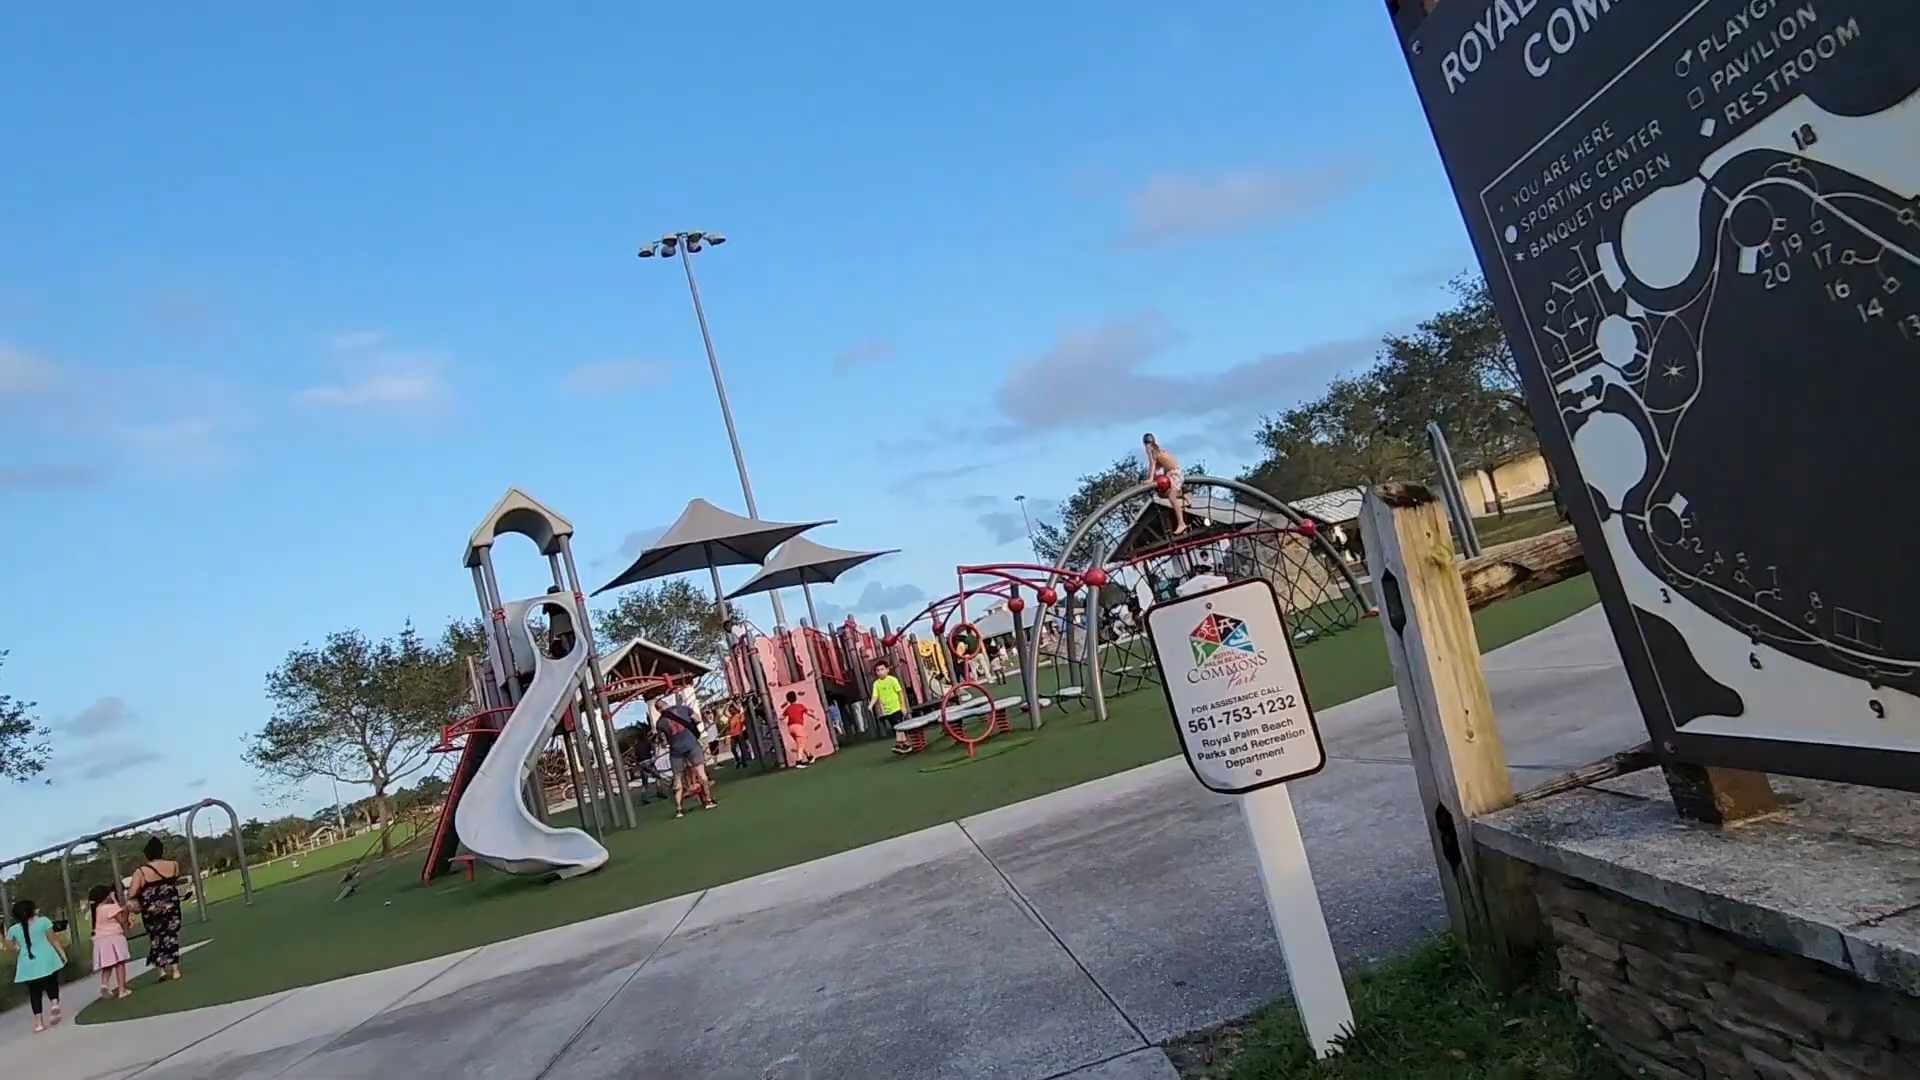 ROYAL
COM
PLAYG
PAVILION
RESTROOM
YOU ARE HERE
SPORTING CENTER
BANQUET GARDEN
18
19
20
17
16
14
13
1
2
4
5
7
3
8
6
9
ROYAL
PALM BEACH
COMMONS
Park
FOR ASSISTANCE CALL:
561-753-1232
Royal Palm Beach
Parks and Recreation
Department